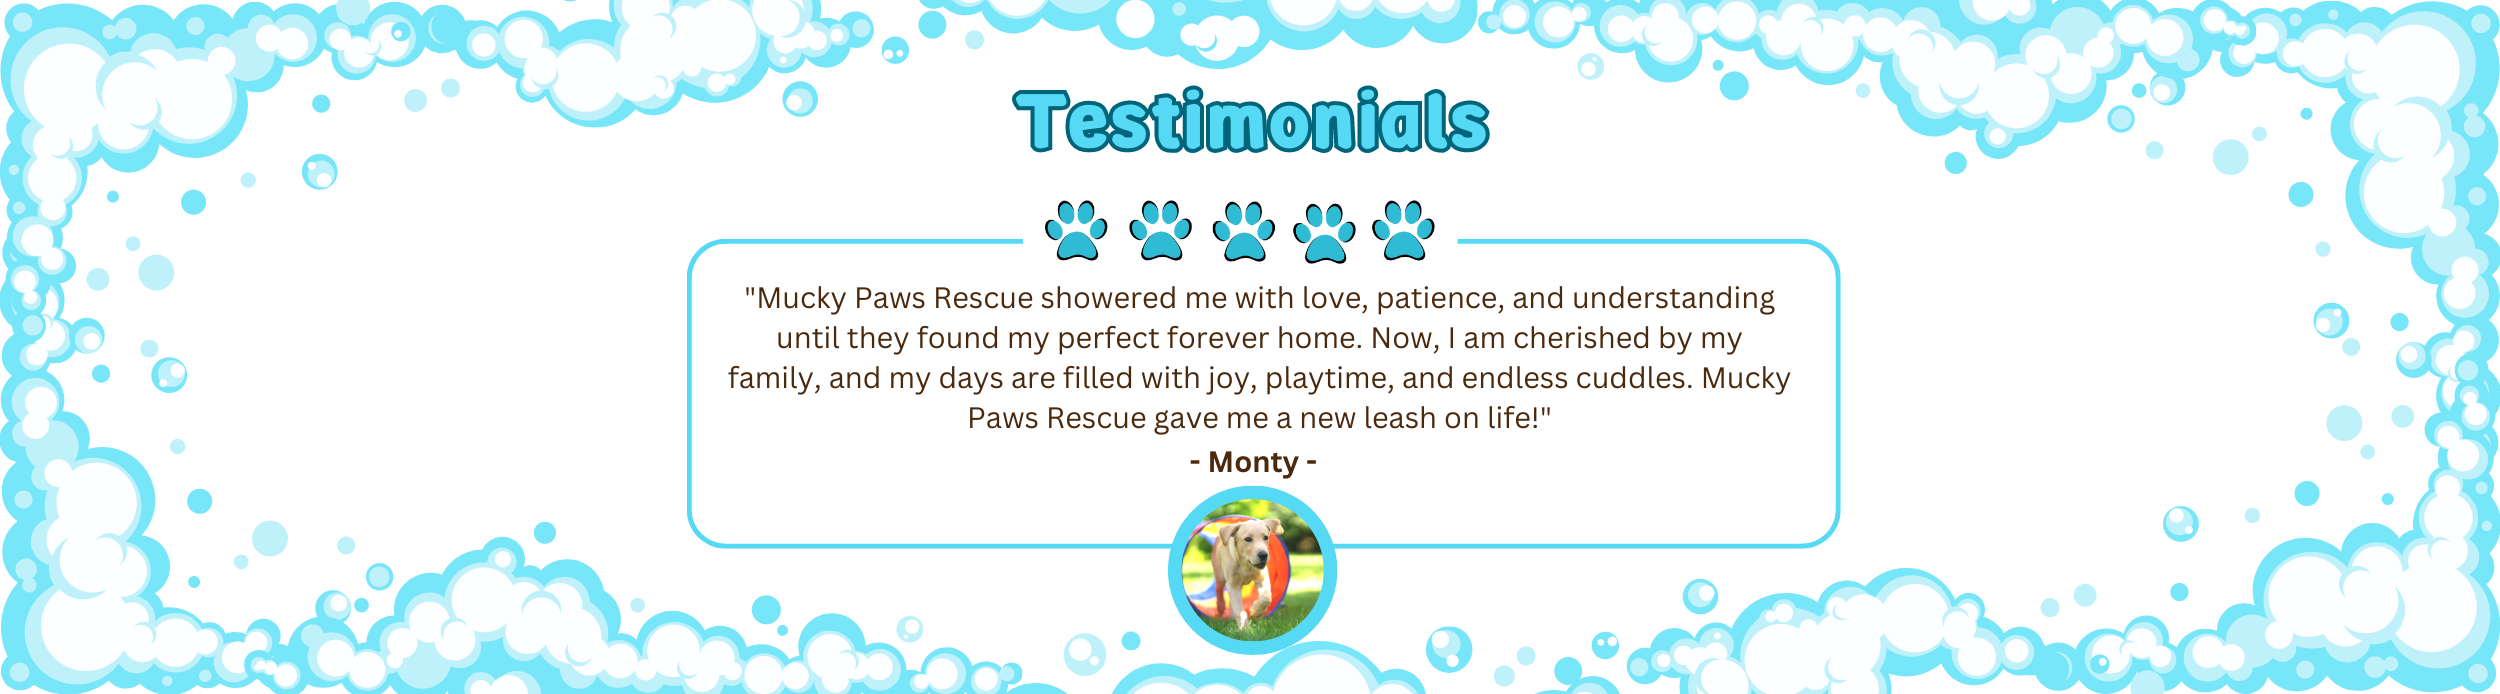 Testimonials
"Mucky Paws Rescue showered me with love, patience, and understanding
until they found my perfect forever home. Now, I am cherished by my
family, and my days are filled with joy, playtime, and endless cuddles. Mucky
Paws Rescue gave me a new leash on life!"
- Monty -